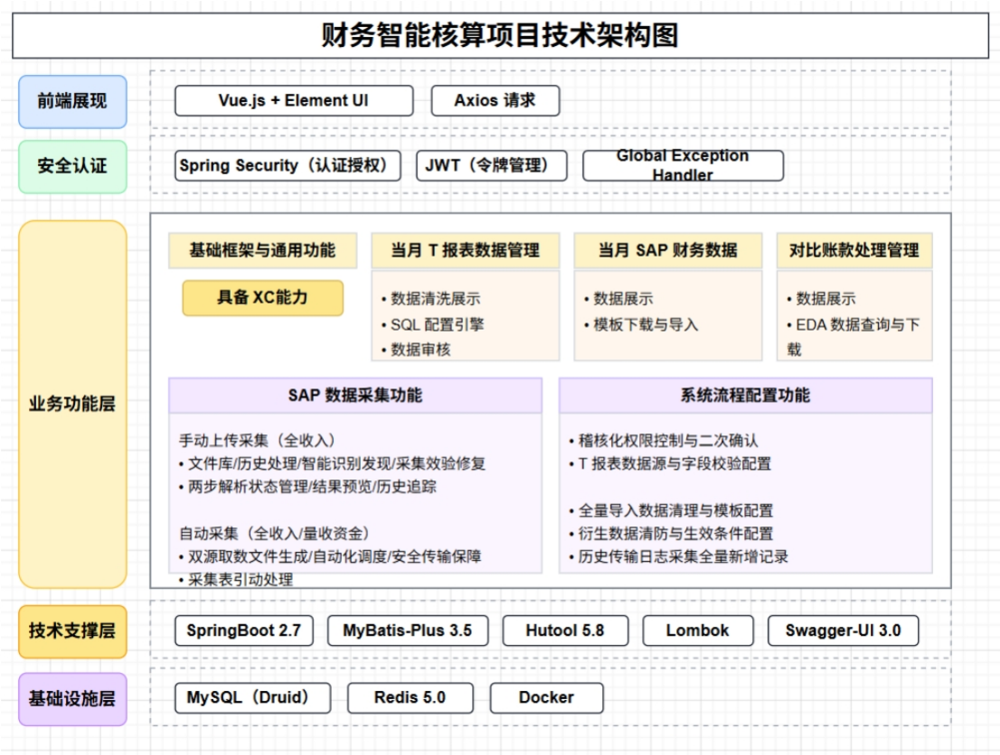 财务智能核算项目技术架构图
前端展现
Vue.js + Element UI
Axios 请求
安全认证
Spring Security（认证授权）
JWT（令牌管理）
Global Exception
Handler
业务功能层
基础框架与通用功能
具备 XC能力
当月 T 报表数据管理
• 数据清洗展示
• SQL 配置引擎
• 数据审核
当月 SAP 财务数据
• 数据展示
• 模板下载与导入
对比账款处理管理
• 数据展示
• EDA 数据查询与下
载
SAP 数据采集功能
手动上传采集（全收入）
• 文件库/历史处理/智能识别发现/采集效验修复
• 两步解析状态管理/结果预览/历史追踪
自动采集（全收入/量收资金）
• 双源取数文件生成/自动化调度/安全传输保障
• 采集表引动处理
系统流程配置功能
• 稽核化权限控制与二次确认
• T 报表数据源与字段校验配置
• 全量导入数据清理与模板配置
• 衍生数据清防与生效条件配置
• 历史传输日志采集全量新增记录
技术支撑层
SpringBoot 2.7
MyBatis-Plus 3.5
Hutool 5.8
Lombok
Swagger-UI 3.0
基础设施层
MySQL（Druid）
Redis 5.0
Docker